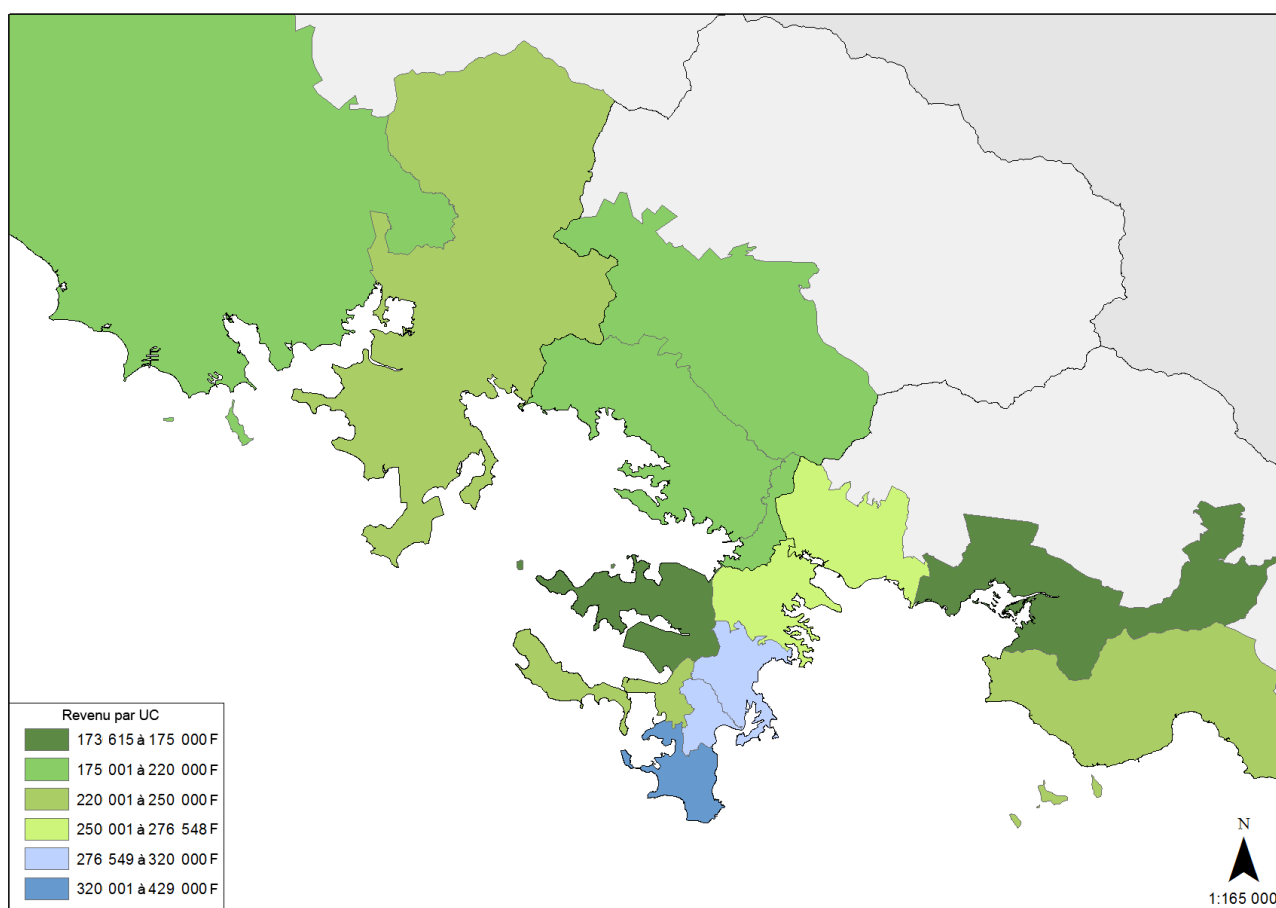 Revenu par UC
173 615 à 175 000 F
175 001 à 220 000 F
220 001 à 250 000 F
250 001 à 276 548 F
276 549 à 320 000 F
320 001 à 429 000 F
N
1:165 000